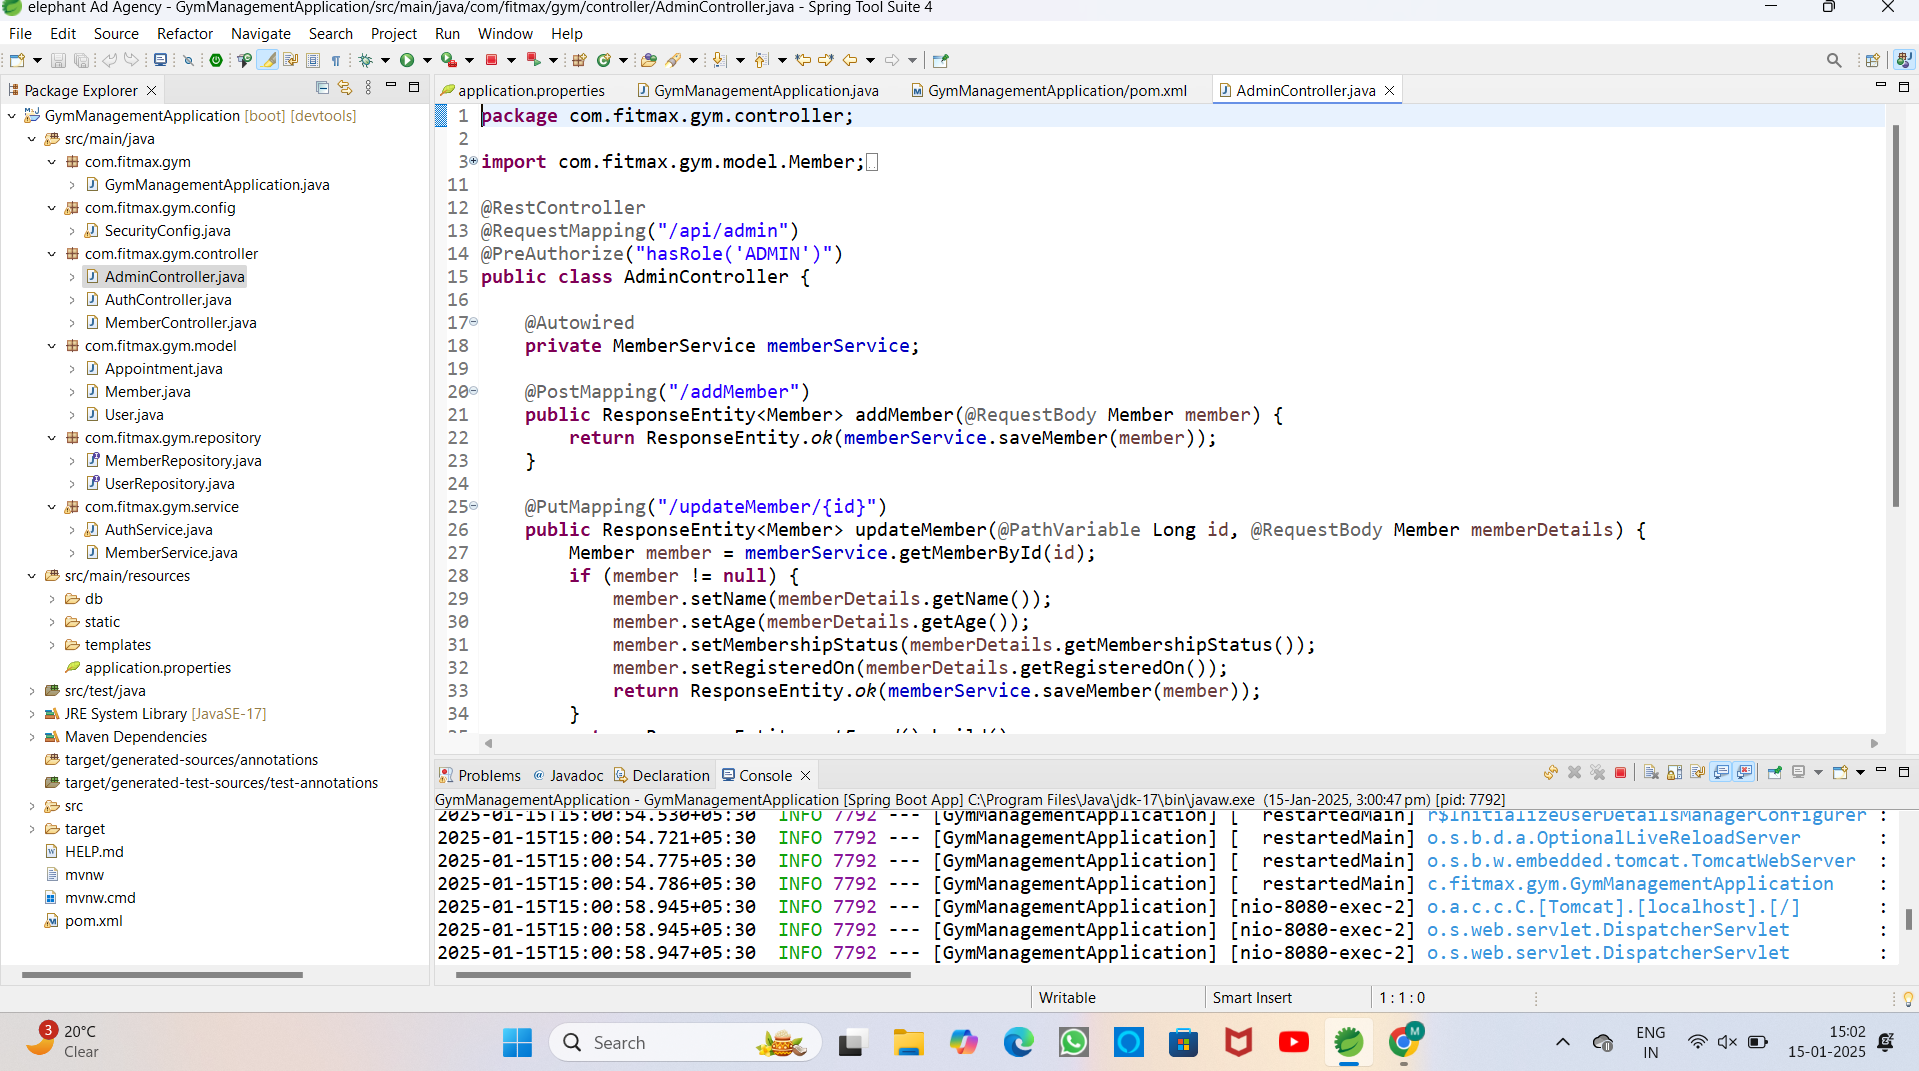 elephant Ad Agency - GymManagementApplication/src/main/java/com/fitmax/gym/controller/AdminController.java - Spring Tool Suite 4
File Edit Source Refactor Navigate Search Project Run Window Help
Package Explorer
GymManagementApplication [boot] [devtools]
src/main/java
com.fitmax.gym
GymManagementApplication.java
com.fitmax.gym.config
SecurityConfig.java
com.fitmax.gym.controller
AdminController.java
AuthController.java
MemberController.java
com.fitmax.gym.model
Appointment.java
Member.java
User.java
com.fitmax.gym.repository
MemberRepository.java
UserRepository.java
com.fitmax.gym.service
AuthService.java
MemberService.java
src/main/resources
db
static
templates
application.properties
src/test/java
JRE System Library [JavaSE-17]
Maven Dependencies
target/generated-sources/annotations
target/generated-test-sources/test-annotations
src
target
HELP.md
mvnw
mvnw.cmd
pom.xml
application.properties GymManagementApplication.java GymManagementApplication/pom.xml AdminController.java
1 package com.fitmax.gym.controller;
2
3 import com.fitmax.gym.model.Member;
11
12 @RestController
13 @RequestMapping("/api/admin")
14 @PreAuthorize("hasRole('ADMIN')")
15 public class AdminController {
16
17 @Autowired
18 private MemberService memberService;
19
20 @PostMapping("/addMember")
21 public ResponseEntity<Member> addMember(@RequestBody Member member) {
22 return ResponseEntity.ok(memberService.saveMember(member));
23 }
24
25 @PutMapping("/updateMember/{id}")
26 public ResponseEntity<Member> updateMember(@PathVariable Long id, @RequestBody Member memberDetails) {
27 Member member = memberService.getMemberById(id);
28 if (member != null) {
29 member.setName(memberDetails.getName());
30 member.setAge(memberDetails.getAge());
31 member.setMembershipStatus(memberDetails.getMembershipStatus());
32 member.setRegisteredOn(memberDetails.getRegisteredOn());
33 return ResponseEntity.ok(memberService.saveMember(member));
34 }
Problems Javadoc Declaration Console
GymManagementApplication - GymManagementApplication [Spring Boot App] C:\Program Files\Java\jdk-17\bin\javaw.exe (15-Jan-2025, 3:00:47 pm) [pid: 7792]
2025-01-15T15:00:54.530+05:30 INFO 7792 --- [GymManagementApplication] [ restartedMain] r$InitializeUserDetailsManagerConfigurer :
2025-01-15T15:00:54.721+05:30 INFO 7792 --- [GymManagementApplication] [ restartedMain] o.s.b.d.a.OptionalLiveReloadServer :
2025-01-15T15:00:54.775+05:30 INFO 7792 --- [GymManagementApplication] [ restartedMain] o.s.b.w.embedded.tomcat.TomcatWebServer :
2025-01-15T15:00:54.786+05:30 INFO 7792 --- [GymManagementApplication] [ restartedMain] c.fitmax.gym.GymManagementApplication :
2025-01-15T15:00:58.945+05:30 INFO 7792 --- [GymManagementApplication] [nio-8080-exec-2] o.a.c.c.C.[Tomcat].[localhost].[/] :
2025-01-15T15:00:58.945+05:30 INFO 7792 --- [GymManagementApplication] [nio-8080-exec-2] o.s.web.servlet.DispatcherServlet :
2025-01-15T15:00:58.947+05:30 INFO 7792 --- [GymManagementApplication] [nio-8080-exec-2] o.s.web.servlet.DispatcherServlet :
Writable Smart Insert 1 : 1 : 0
3
20°C
Clear
Search
M
ENG
IN
15:02
15-01-2025